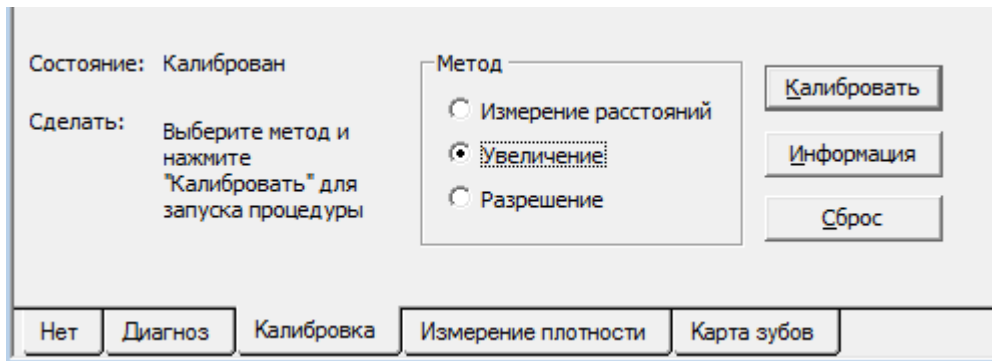 Состояние: Калиброван
Сделать: Выберите метод и
нажмите
"Калибровать" для
запуска процедуры
Метод
Измерение расстояний
Увеличение
Разрешение
Калибровать
Информация
Сброс
Нет Диагноз Калибровка Измерение плотности Карта зубов